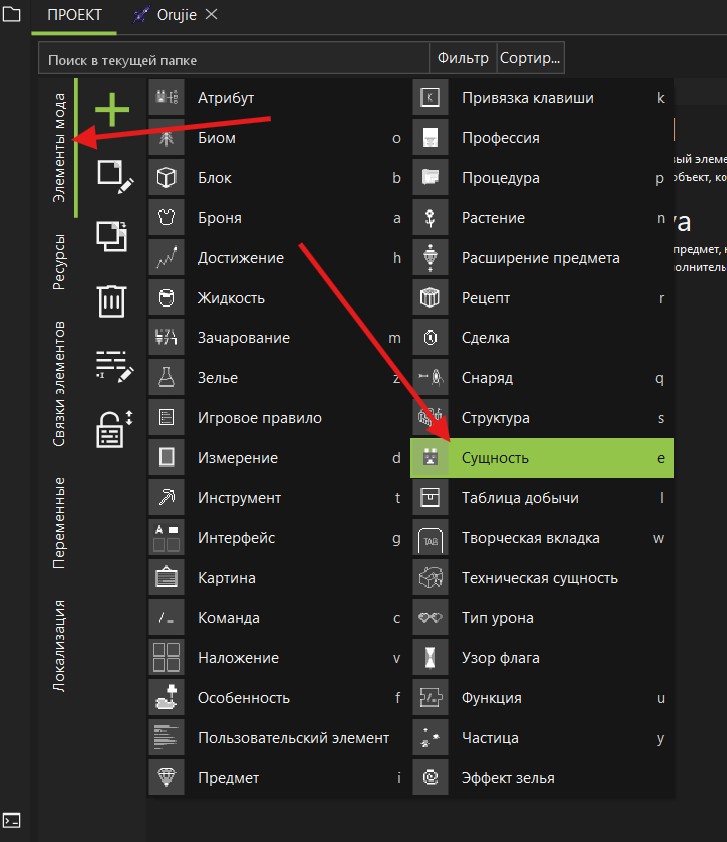 ПРОЕКТ
Orujie
Поиск в текущей папке
Фильтр
Сортир...
Элементы мода
Ресурсы
Связки элементов
Переменные
Локализация
Атрибут
Биом o
Блок b
Броня a
Достижение h
Жидкость
Зачарование m
Зелье z
Игровое правило
Измерение d
Инструмент t
Интерфейс g
Картина
Команда c
Наложение v
Особенность f
Пользовательский элемент
Предмет i
Привязка клавиши k
Профессия
Процедура p
Растение n
Расширение предмета
Рецепт r
Сделка
Снаряд q
Структура s
Сущность e
Таблица добычи l
Творческая вкладка w
Техническая сущность
Тип урона
Узор флага
Функция u
Частица y
Эффект зелья
TAB
вый элеме
объект, ко
va
предмет, н